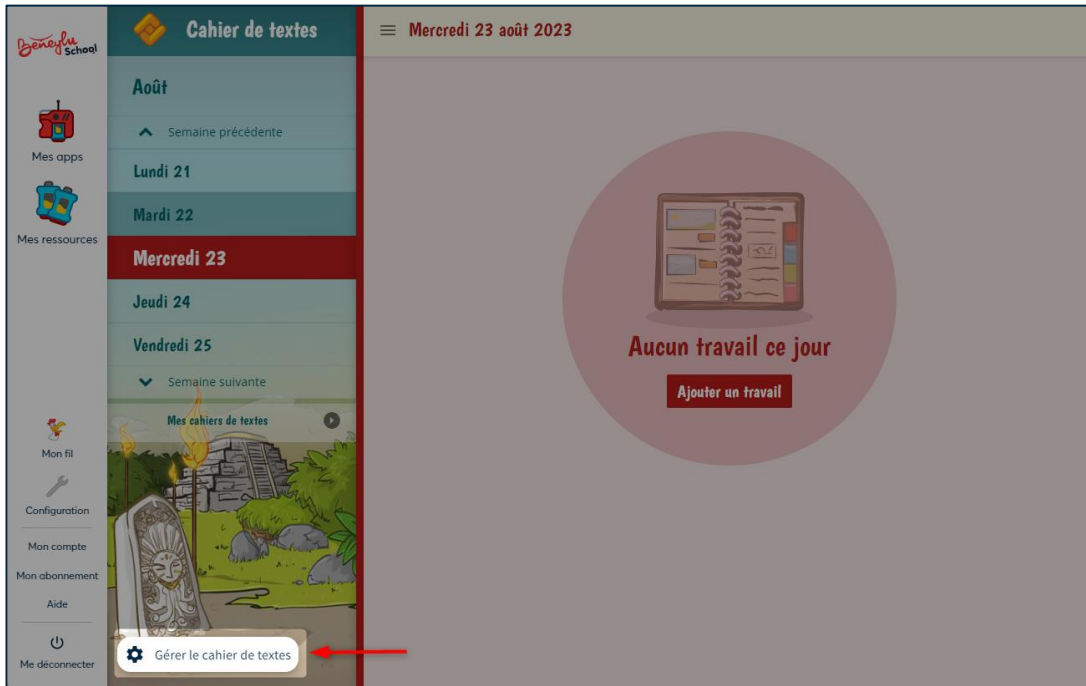 Beneylu
School
Mes apps
Mes ressources
Mon fil
Configuration
Mon compte
Mon abonnement
Aide
Me déconnecter
Cahier de textes
Août
Semaine précédente
Lundi 21
Mardi 22
Mercredi 23
Jeudi 24
Vendredi 25
Semaine suivante
Mes cahiers de textes
Gérer le cahier de textes
Mercredi 23 août 2023
Aucun travail ce jour
Ajouter un travail